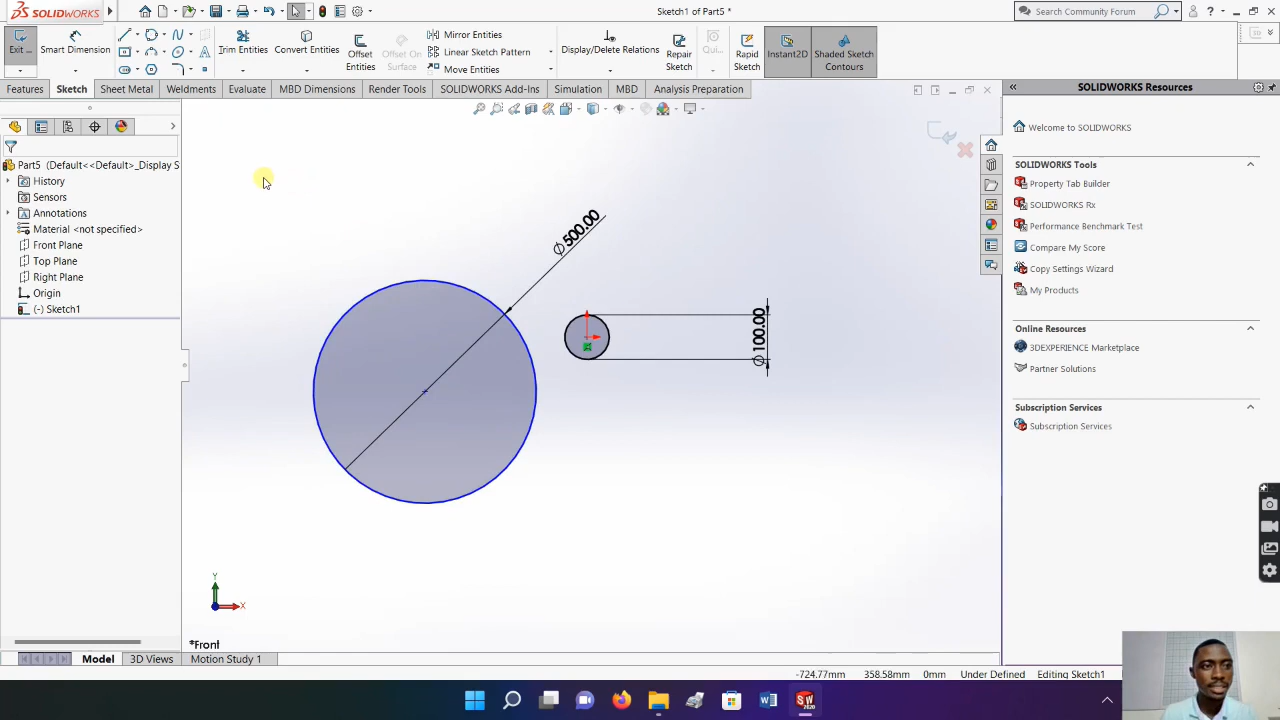 SOLIDWORKS
Sketch1 of Part5 *
Search Community Forum
Exit ...
Smart Dimension
Trim Entities
Convert Entities
Offset Entities
Offset On Surface
Mirror Entities
Linear Sketch Pattern
Move Entities
Display/Delete Relations
Repair Sketch
Qui...
Rapid Sketch
Instant2D
Shaded Sketch Contours
Features
Sketch
Sheet Metal
Weldments
Evaluate
MBD Dimensions
Render Tools
SOLIDWORKS Add-Ins
Simulation
MBD
Analysis Preparation
SOLIDWORKS Resources
Welcome to SOLIDWORKS
SOLIDWORKS Tools
Property Tab Builder
SOLIDWORKS Rx
Performance Benchmark Test
Compare My Score
Copy Settings Wizard
My Products
Online Resources
3DEXPERIENCE Marketplace
Partner Solutions
Subscription Services
Subscription Services
Part5 (Default<<Default>_Display S
History
Sensors
Annotations
Material <not specified>
Front Plane
Top Plane
Right Plane
Origin
(-) Sketch1
∅500.00
∅100.00
Y
X
*Front
Model
3D Views
Motion Study 1
-724.77mm 358.58mm 0mm Under Defined Editing Sketch1